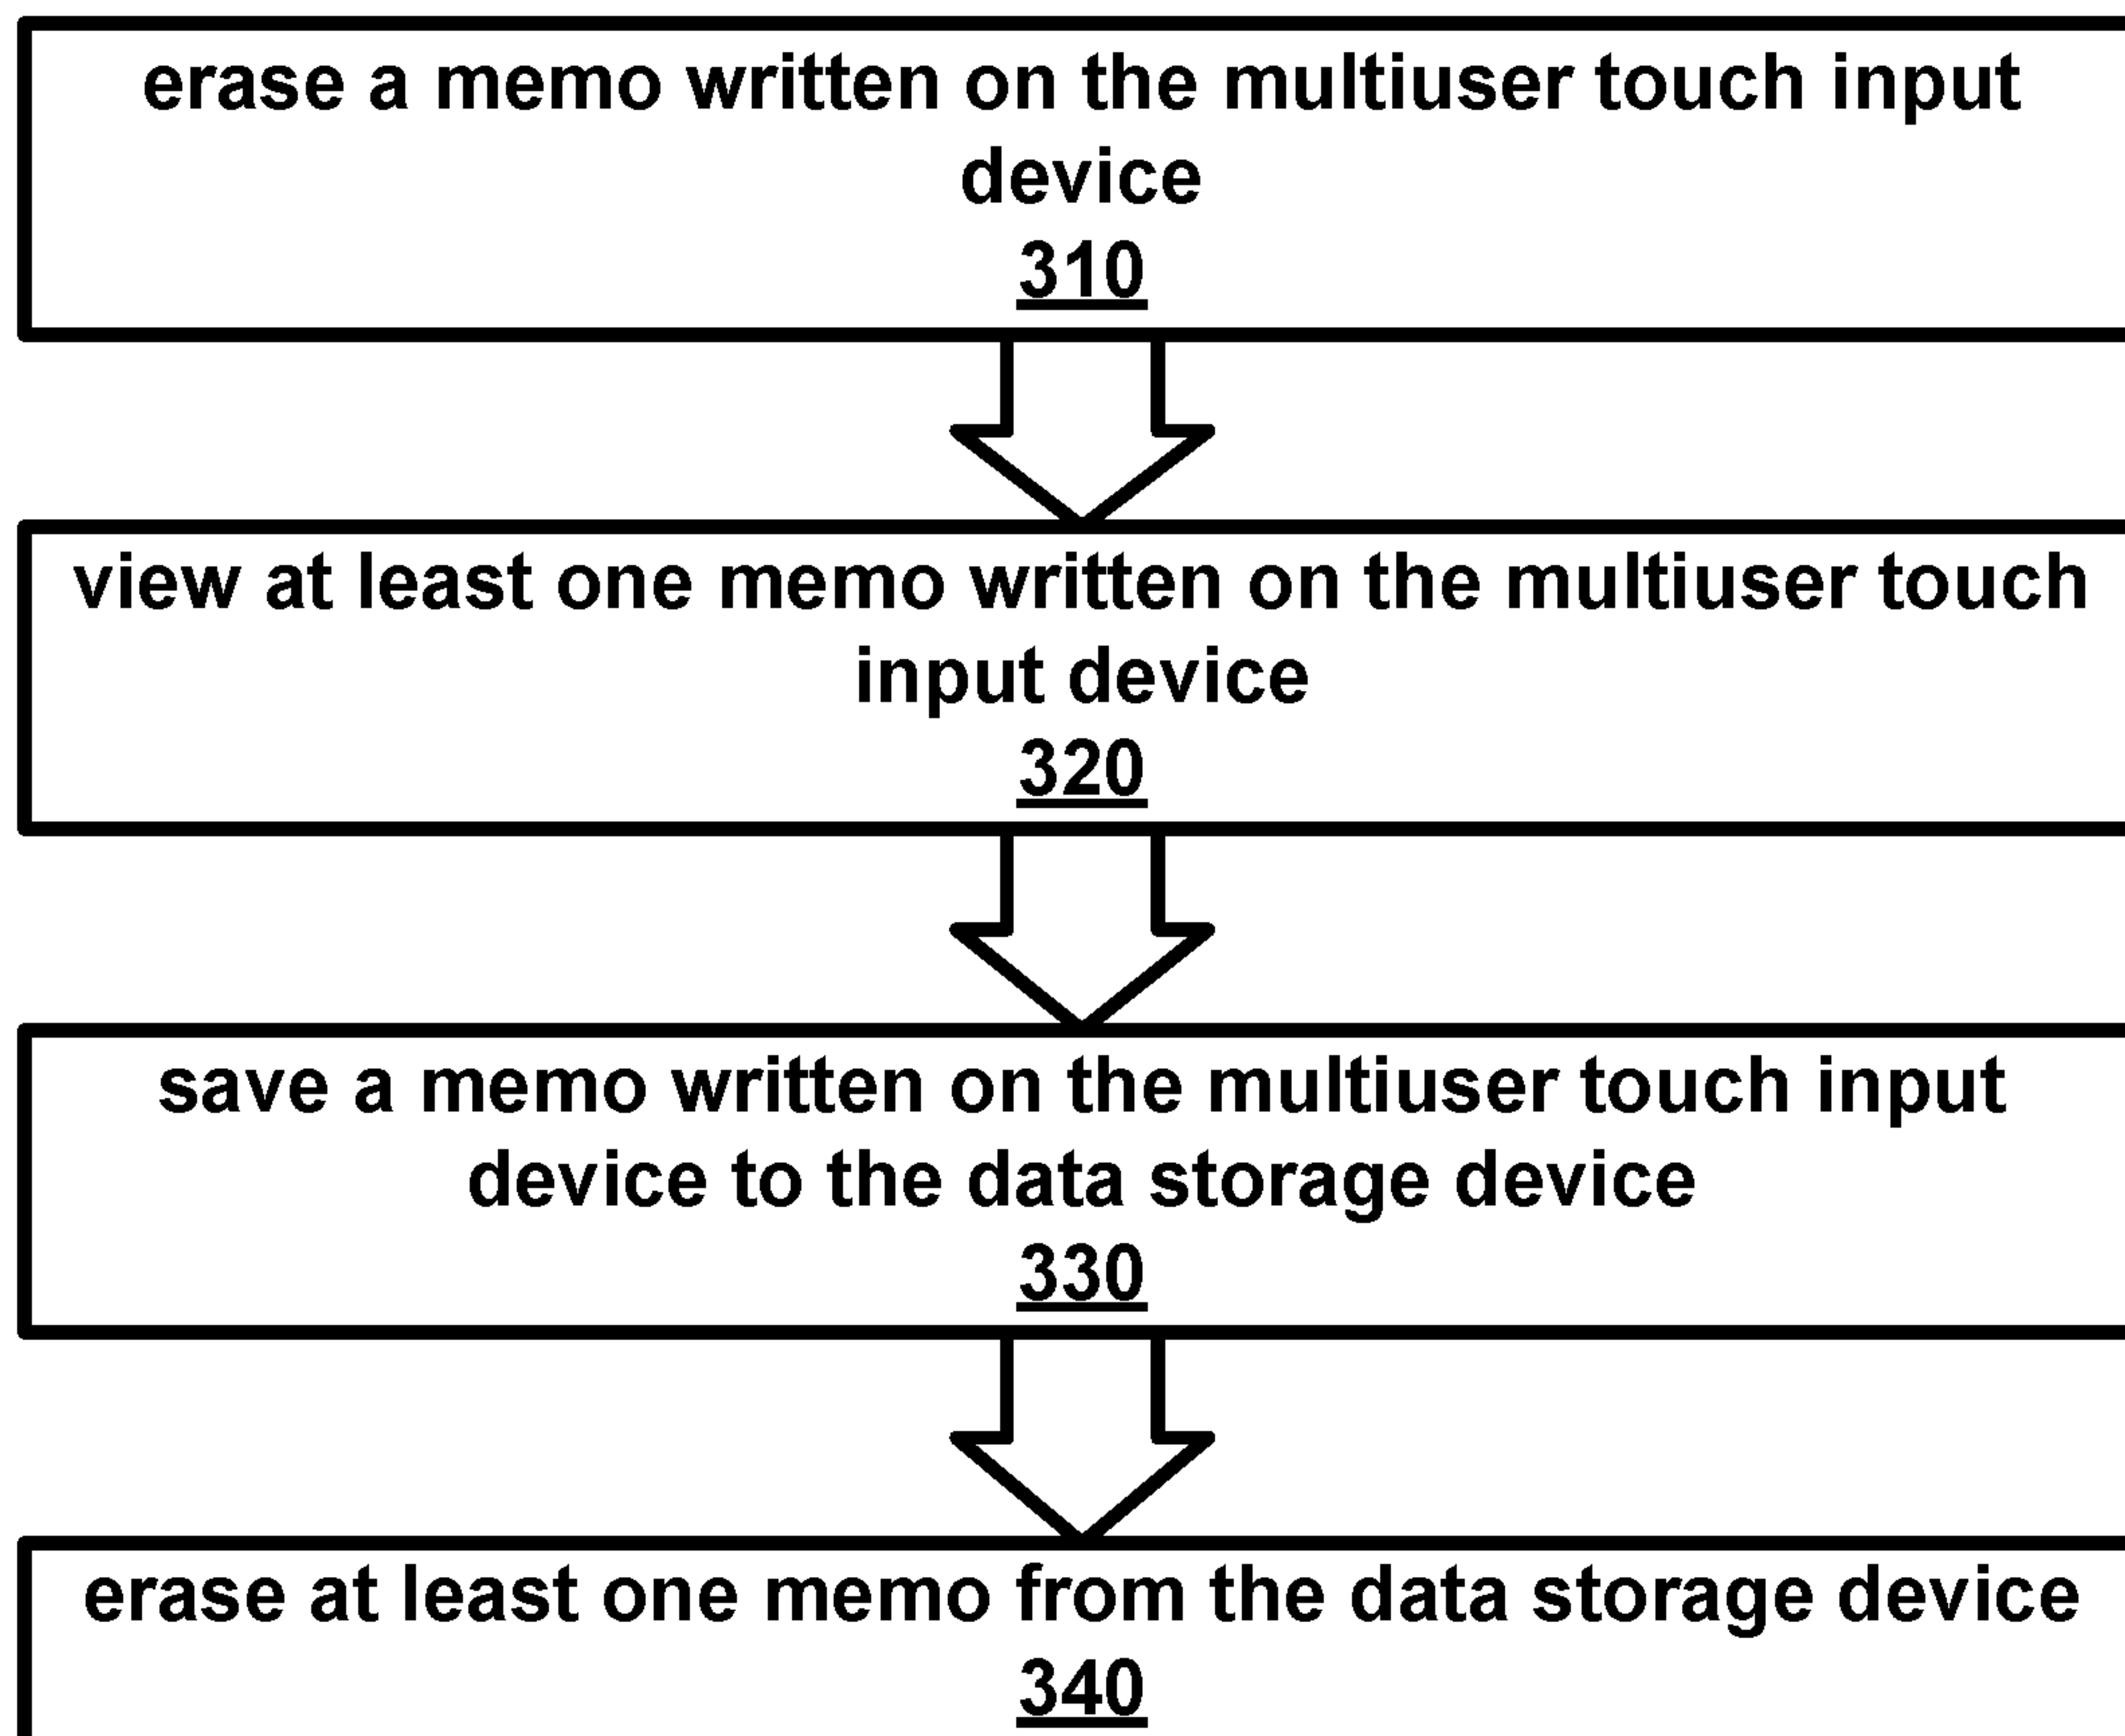 erase a memo written on the multiuser touch input
device
310
view at least one memo written on the multiuser touch
input device
320
save a memo written on the multiuser touch input
device to the data storage device
330
erase at least one memo from the data storage device
340